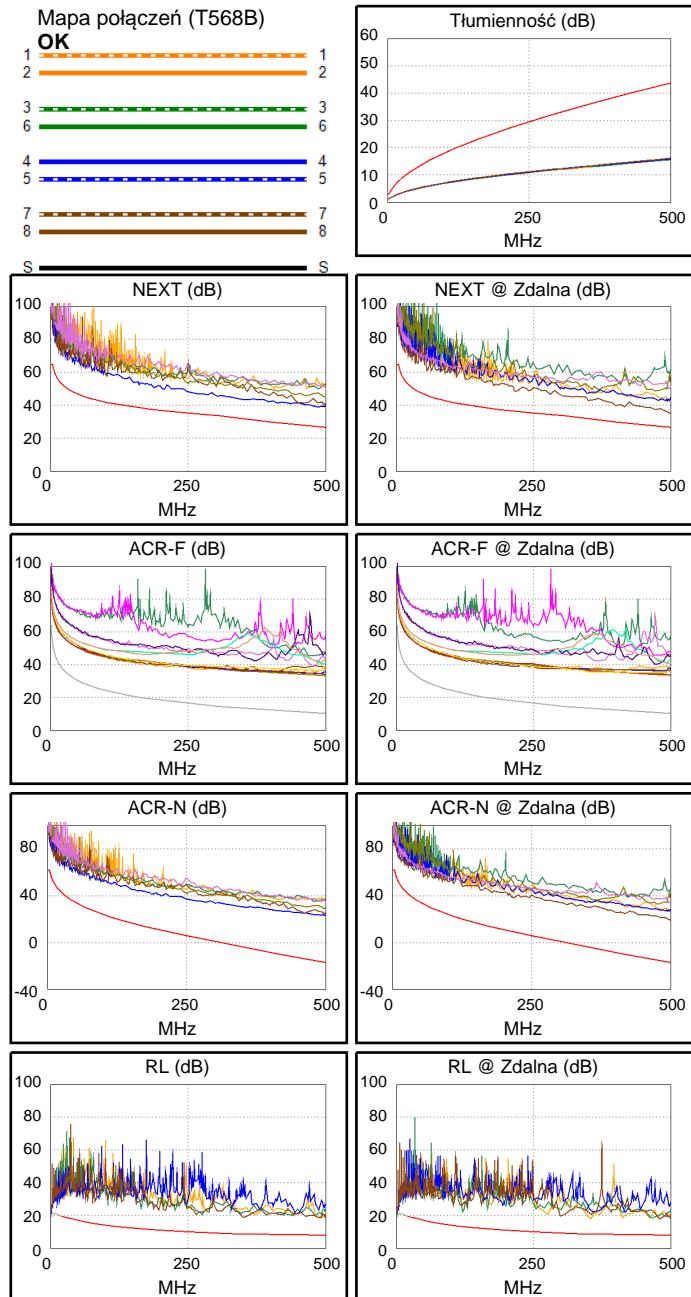 Mapa połączeń (T568B)
OK
1 1
2 2
3 3
6 6
4 4
5 5
7 7
8 8
S S
Tłumienność (dB)
60
50
40
30
20
10
0
250 500
MHz
NEXT (dB)
100
80
60
40
20
0
0 250 500
MHz
NEXT @ Zdalna (dB)
100
80
60
40
20
0
0 250 500
MHz
ACR-F (dB)
100
80
60
40
20
0
0 250 500
MHz
ACR-F @ Zdalna (dB)
100
80
60
40
20
0
0 250 500
MHz
ACR-N (dB)
80
40
0
-40
0 250 500
MHz
ACR-N @ Zdalna (dB)
80
40
0
-40
0 250 500
MHz
RL (dB)
100
80
60
40
20
0
0 250 500
MHz
RL @ Zdalna (dB)
100
80
60
40
20
0
0 250 500
MHz